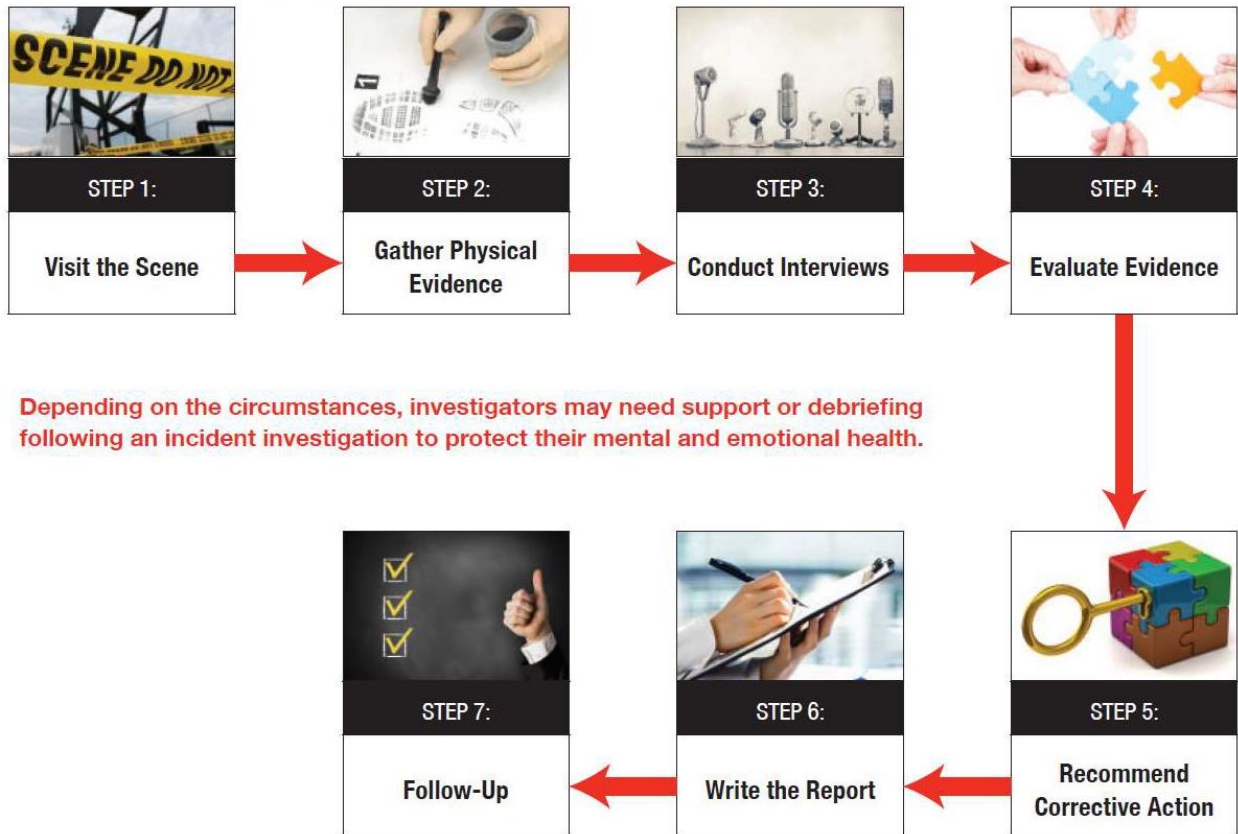 SCENE DO NOT
1
STEP 1:
Visit the Scene
STEP 2:
Gather Physical
Evidence
STEP 3:
Conduct Interviews
STEP 4:
Evaluate Evidence
Depending on the circumstances, investigators may need support or debriefing
following an incident investigation to protect their mental and emotional health.
STEP 7:
Follow-Up
STEP 6:
Write the Report
STEP 5:
Recommend
Corrective Action